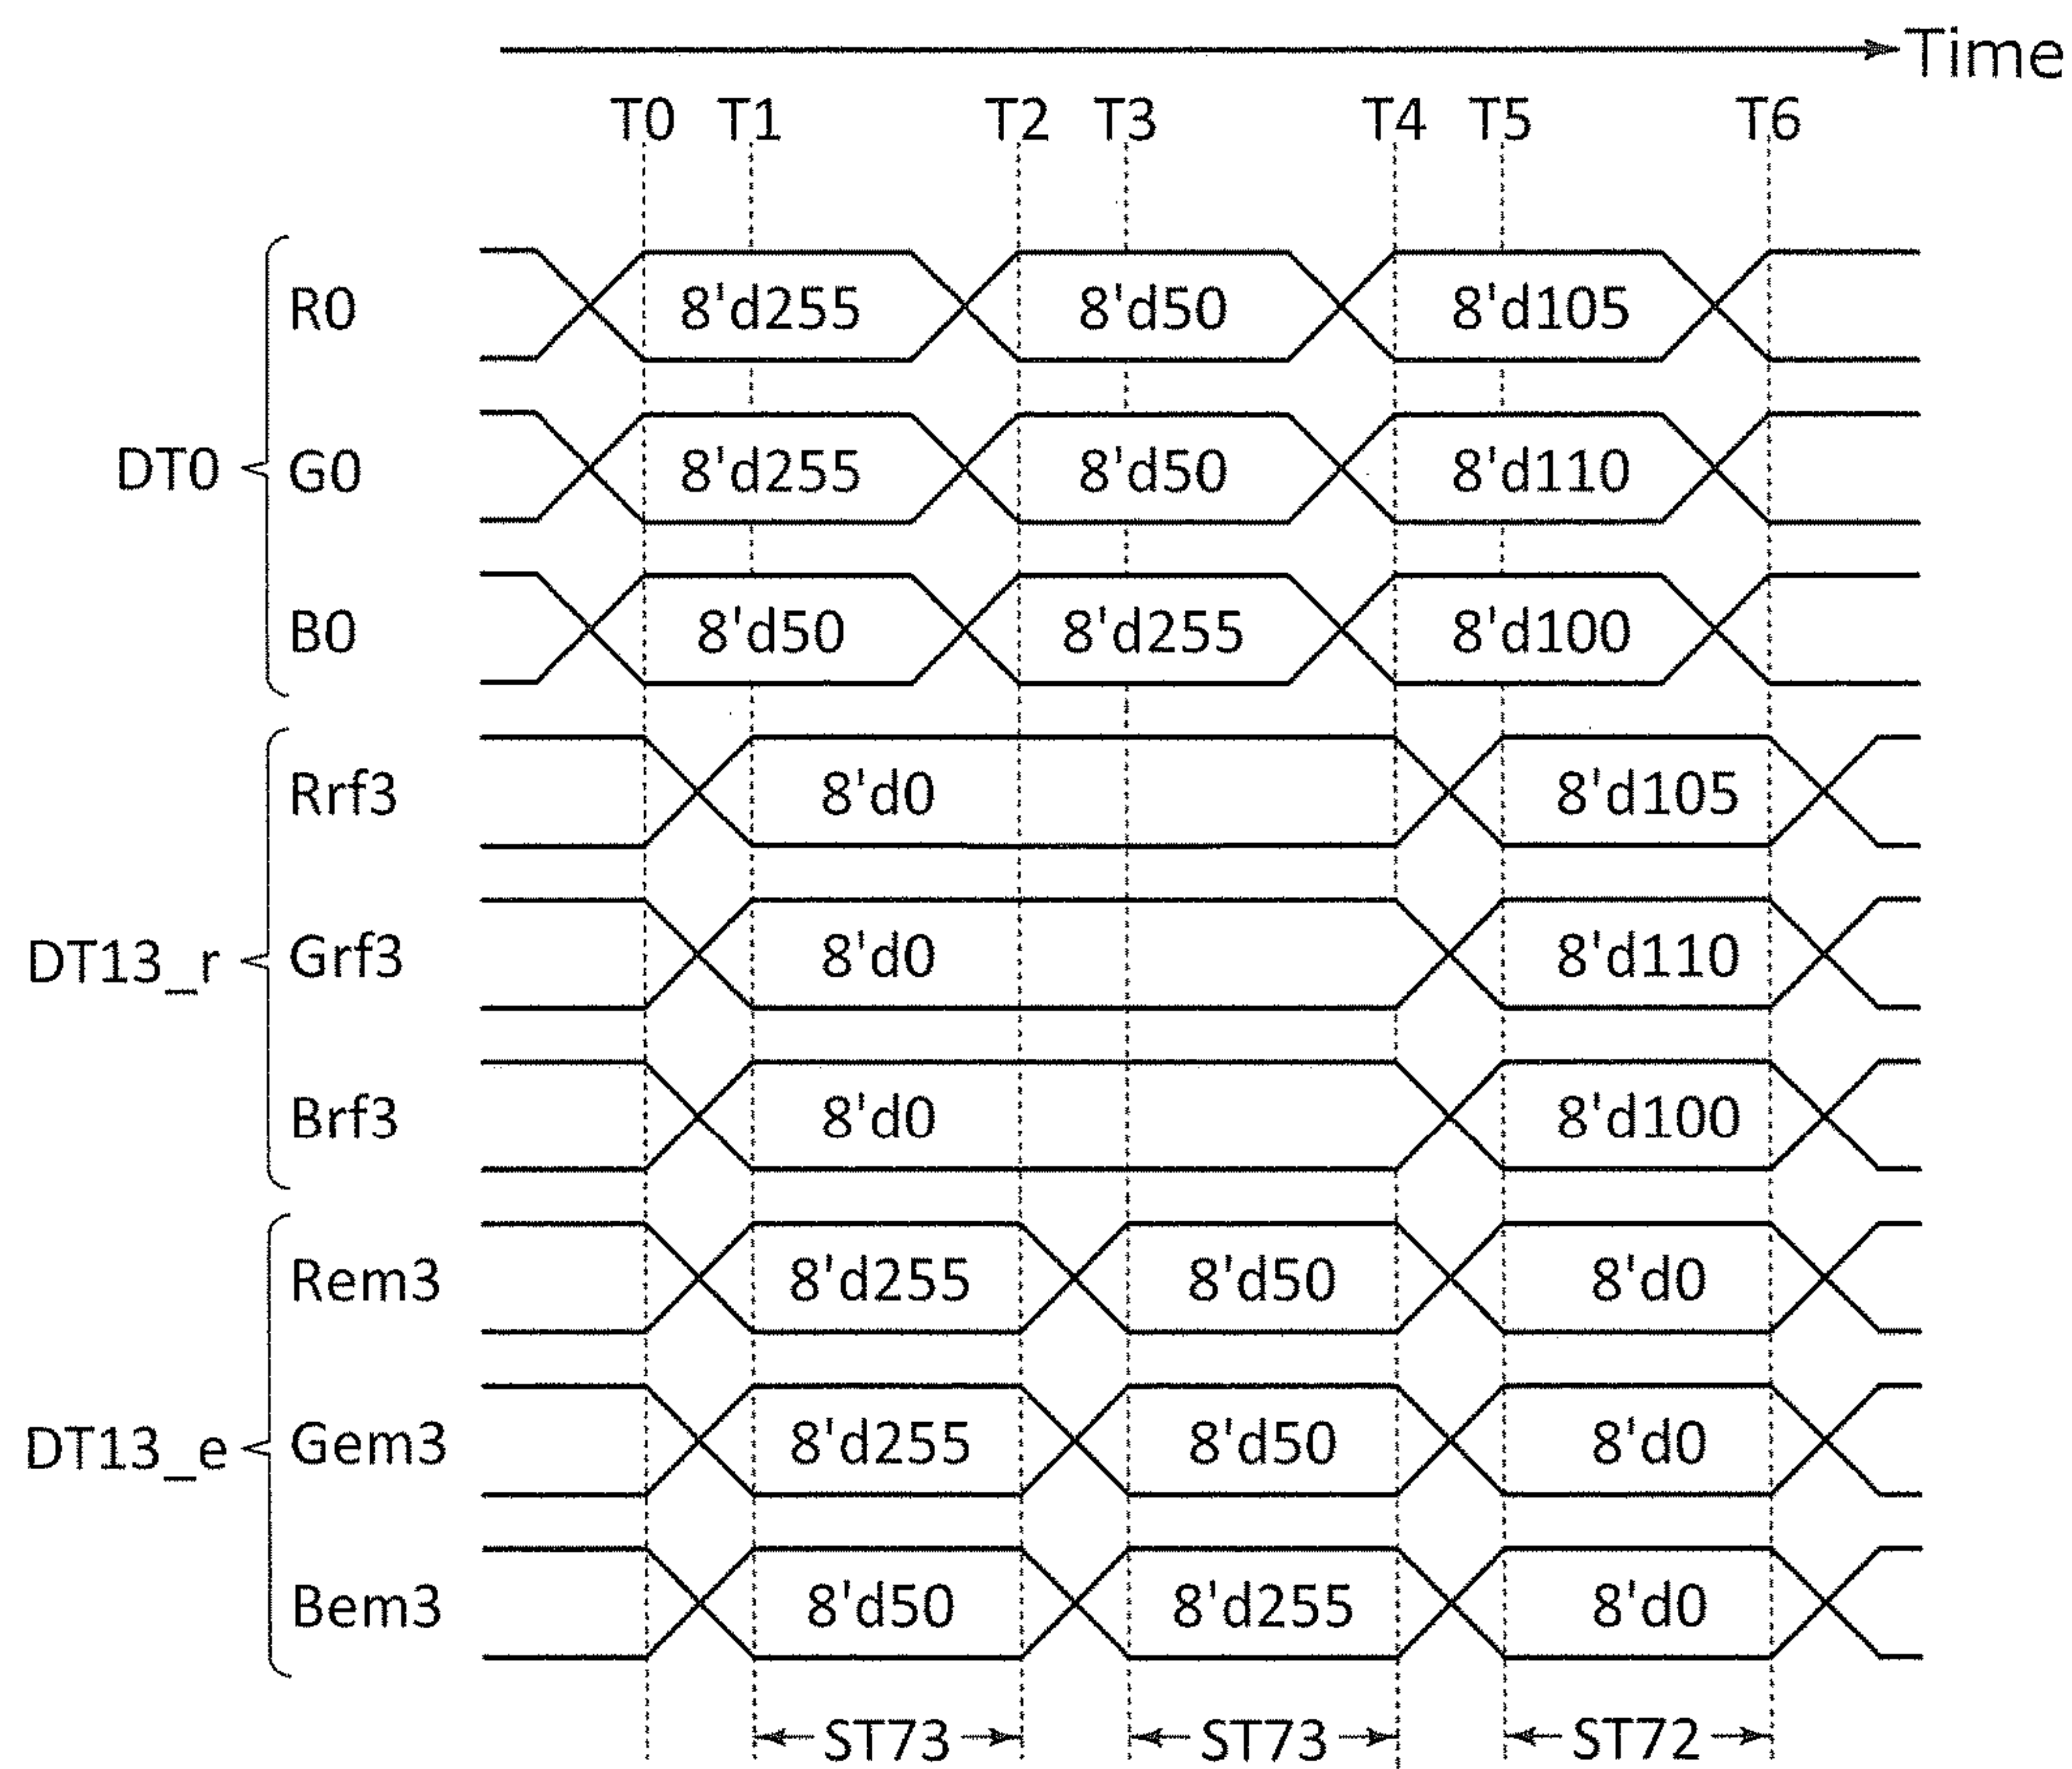 Time
T0 T1 T2 T3 T4 T5 T6
R0 8'd255 8'd50 8'd105
DT0 G0 8'd255 8'd50 8'd110
B0 8'd50 8'd255 8'd100
Rrf3 8'd0 8'd105
DT13_r Grf3 8'd0 8'd110
Brf3 8'd0 8'd100
Rem3 8'd255 8'd50 8'd0
DT13_e Gem3 8'd255 8'd50 8'd0
Bem3 8'd50 8'd255 8'd0
ST73 ST73 ST72